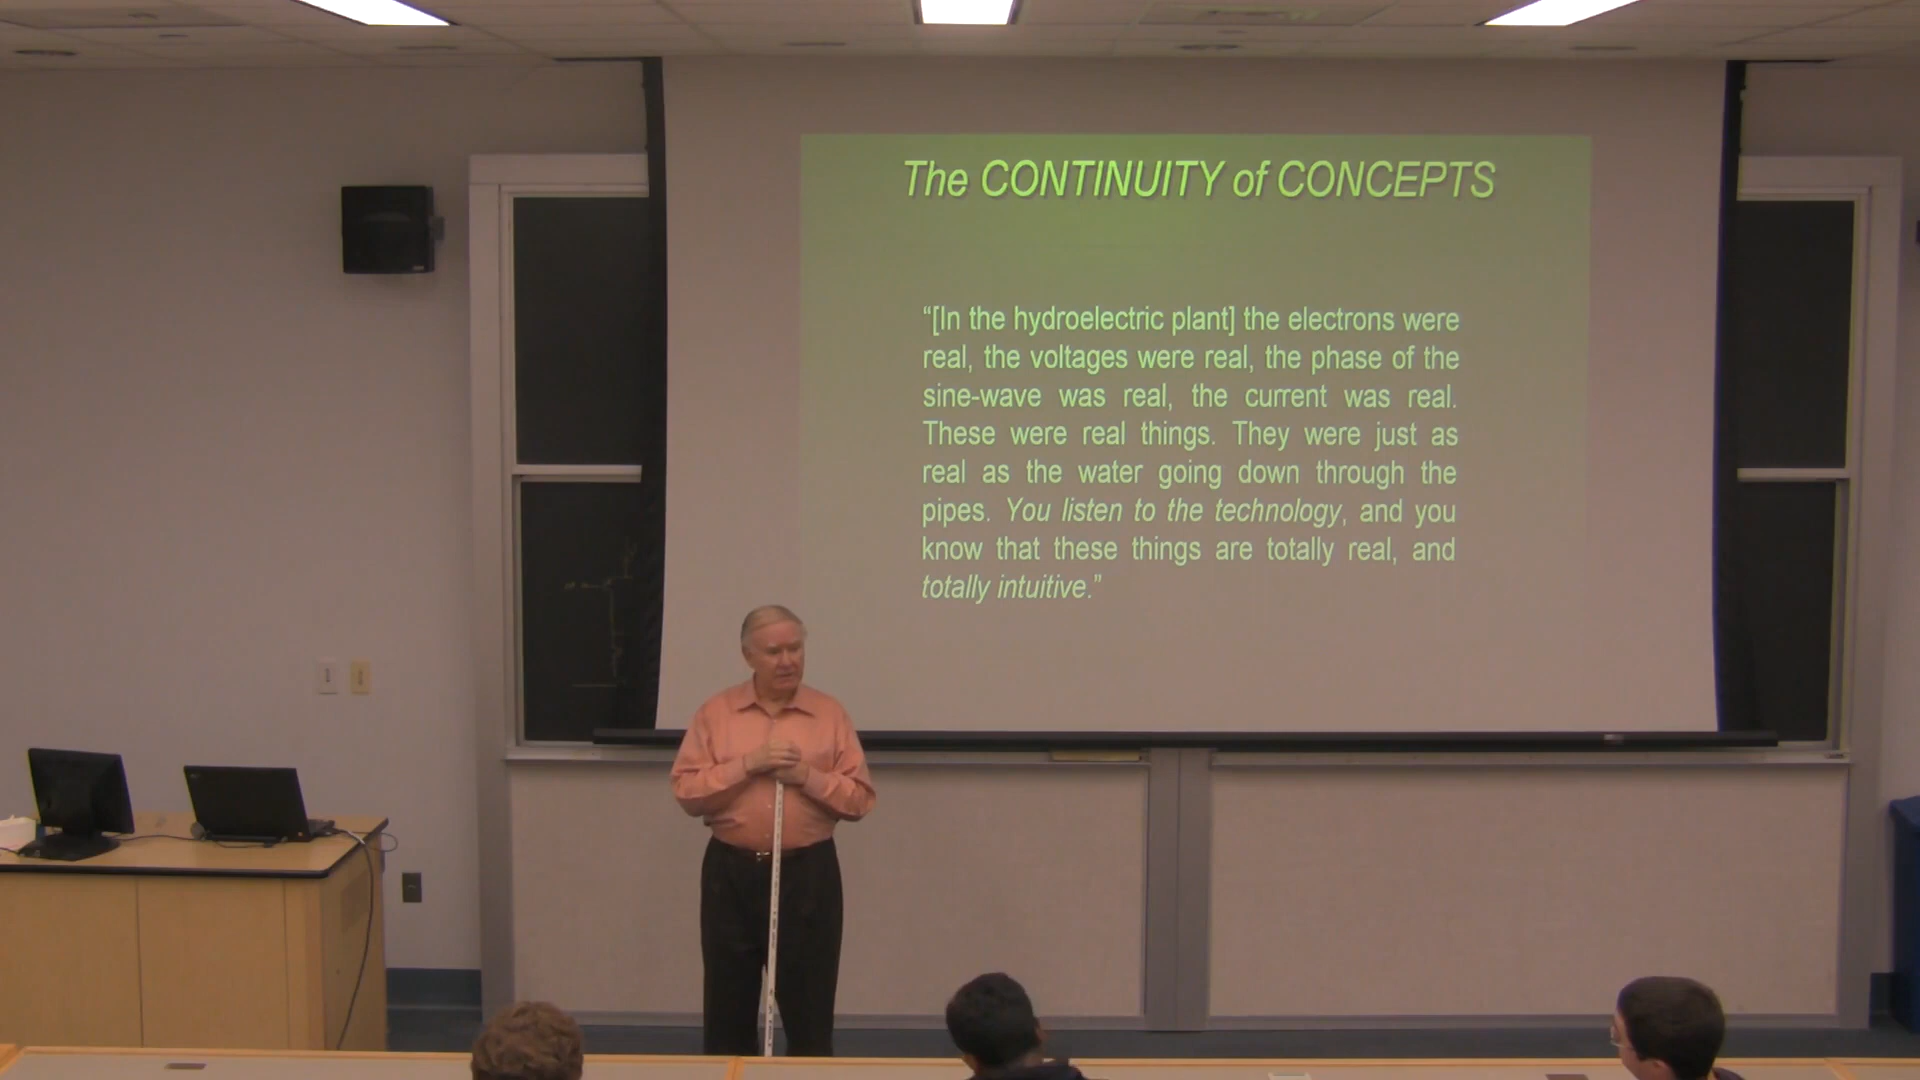 The CONTINUITY of CONCEPTS
“[In the hydroelectric plant] the electrons were
real, the voltages were real, the phase of the
sine-wave was real, the current was real.
These were real things. They were just as
real as the water going down through the
pipes. You listen to the technology, and you
know that these things are totally real, and
totally intuitive.”